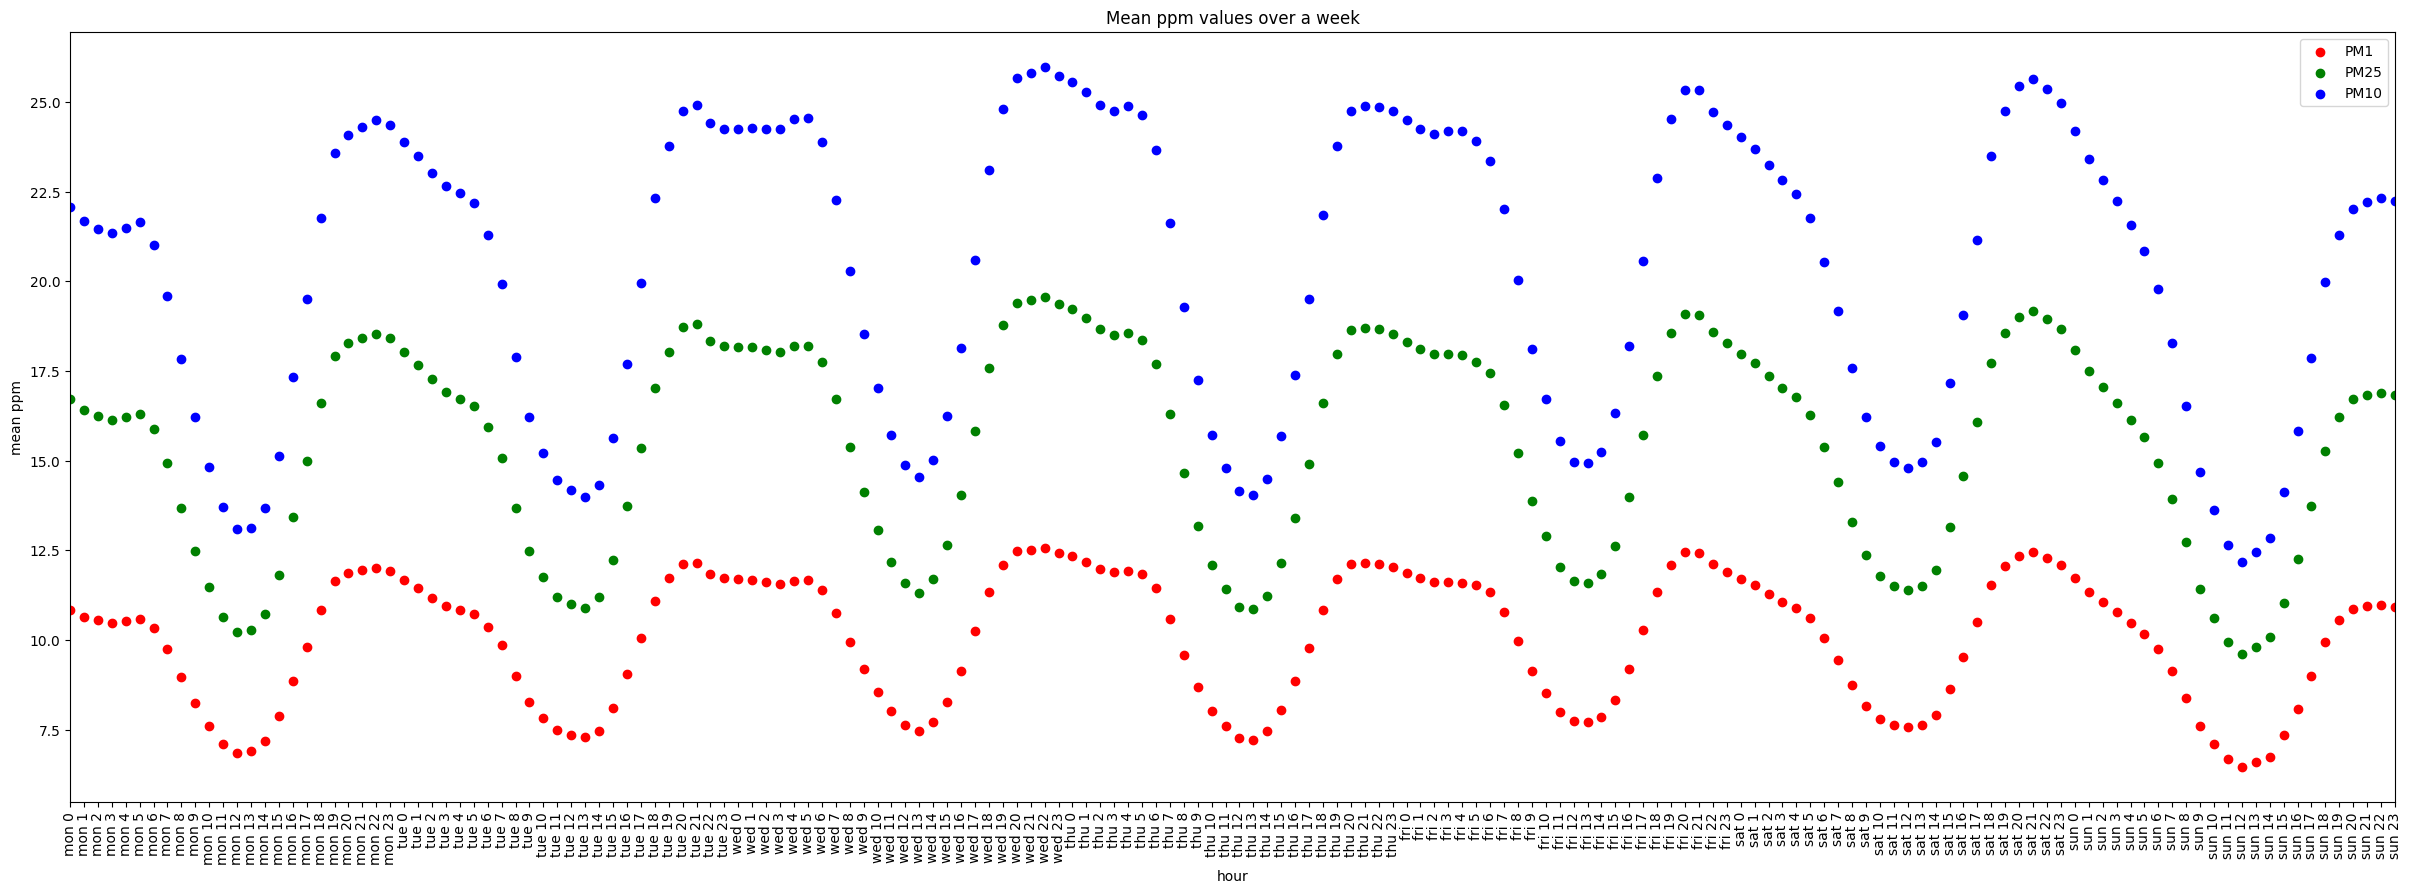 Mean ppm values over a week
PM1
PM25
PM10
mean ppm
25.0
22.5
20.0
17.5
15.0
12.5
10.0
7.5
mon 0
mon 1
mon 2
mon 3
mon 4
mon 5
mon 6
mon 7
mon 8
mon 9
mon 10
mon 11
mon 12
mon 13
mon 14
mon 15
mon 16
mon 17
mon 18
mon 19
mon 20
mon 21
mon 22
mon 23
tue 0
tue 1
tue 2
tue 3
tue 4
tue 5
tue 6
tue 7
tue 8
tue 9
tue 10
tue 11
tue 12
tue 13
tue 14
tue 15
tue 16
tue 17
tue 18
tue 19
tue 20
tue 21
tue 22
tue 23
wed 0
wed 1
wed 2
wed 3
wed 4
wed 5
wed 6
wed 7
wed 8
wed 9
wed 10
wed 11
wed 12
wed 13
wed 14
wed 15
wed 16
wed 17
wed 18
wed 19
wed 20
wed 21
wed 22
wed 23
thu 0
thu 1
thu 2
thu 3
thu 4
thu 5
thu 6
thu 7
thu 8
thu 9
thu 10
thu 11
thu 12
thu 13
thu 14
thu 15
thu 16
thu 17
thu 18
thu 19
thu 20
thu 21
thu 22
thu 23
fri 0
fri 1
fri 2
fri 3
fri 4
fri 5
fri 6
fri 7
fri 8
fri 9
fri 10
fri 11
fri 12
fri 13
fri 14
fri 15
fri 16
fri 17
fri 18
fri 19
fri 20
fri 21
fri 22
fri 23
sat 0
sat 1
sat 2
sat 3
sat 4
sat 5
sat 6
sat 7
sat 8
sat 9
sat 10
sat 11
sat 12
sat 13
sat 14
sat 15
sat 16
sat 17
sat 18
sat 19
sat 20
sat 21
sat 22
sat 23
sun 0
sun 1
sun 2
sun 3
sun 4
sun 5
sun 6
sun 7
sun 8
sun 9
sun 10
sun 11
sun 12
sun 13
sun 14
sun 15
sun 16
sun 17
sun 18
sun 19
sun 20
sun 21
sun 22
sun 23
hour